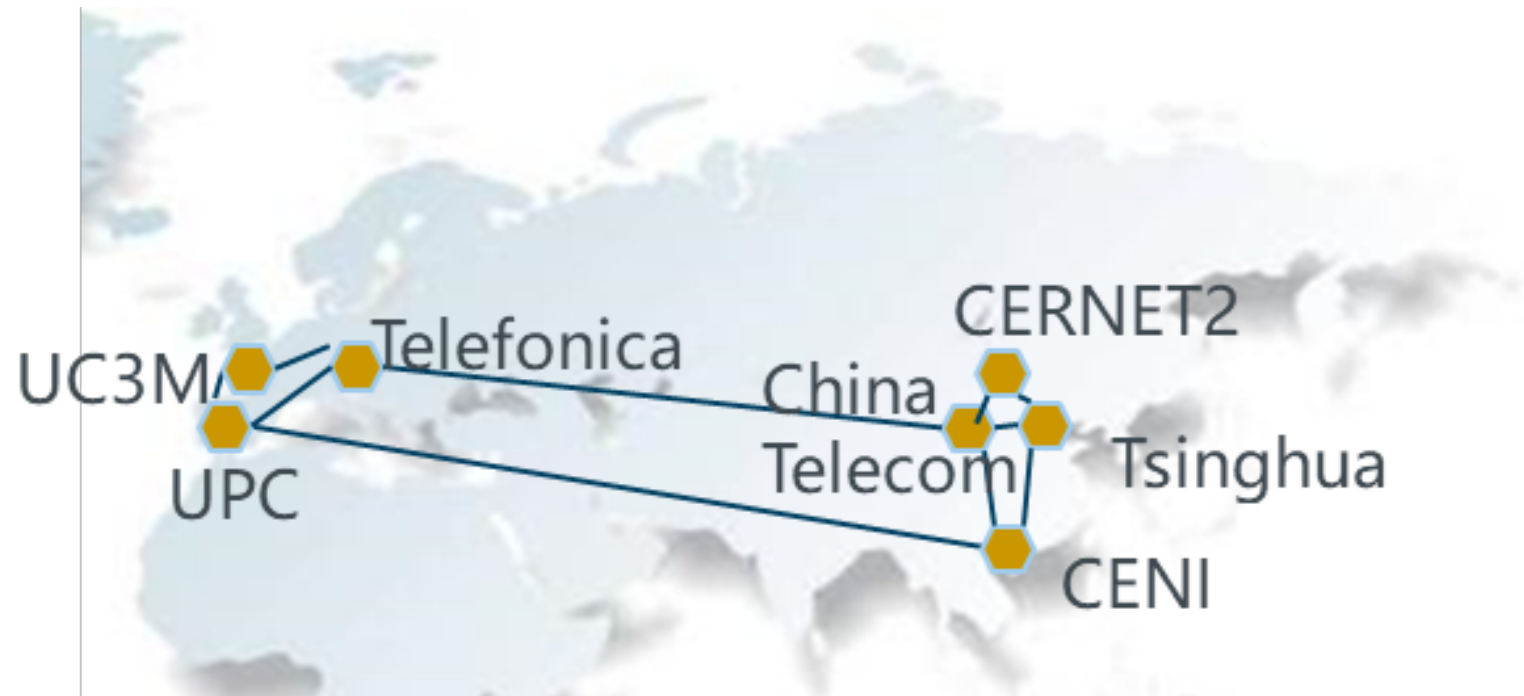 CERNET2
Telefonica
UC3M
China
Telecom
Tsinghua
UPC
CENI